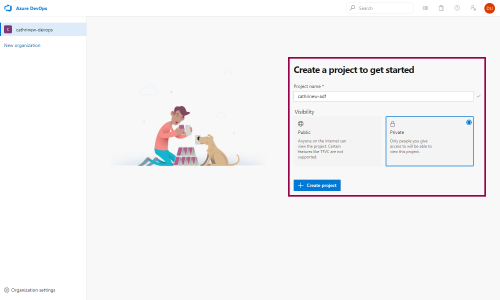 Azure DevOps
Search
DU
C
cathrinew-devops
New organization
Create a project to get started
Project name *
cathrinew-adf
Visibility
Public
Anyone on the internet can
view the project. Certain
features like TFVC are not
supported.
Private
Only people you give
access to will be able to
view this project.
+ Create project
Organization settings